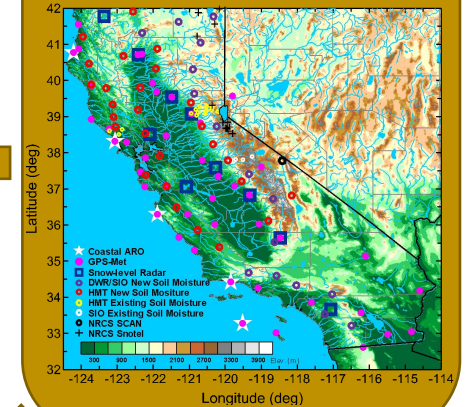 42
41
40
39
38
37
36
35
34
33
32
Latitude (deg)
Coastal ARO
GPS-Met
Snow-level Radar
DWR/SIO New Soil Moisture
HMT New Soil Mositure
HMT Existing Soil Moisture
SIO Existing Soil Moisture
NRCS SCAN
NRCS Snotel
300 900 1500 2100 2700 3300 3900 Elev (m)
-124 -123 -122 -121 -120 -119 -118 -117 -116 -115 -114
Longitude (deg)